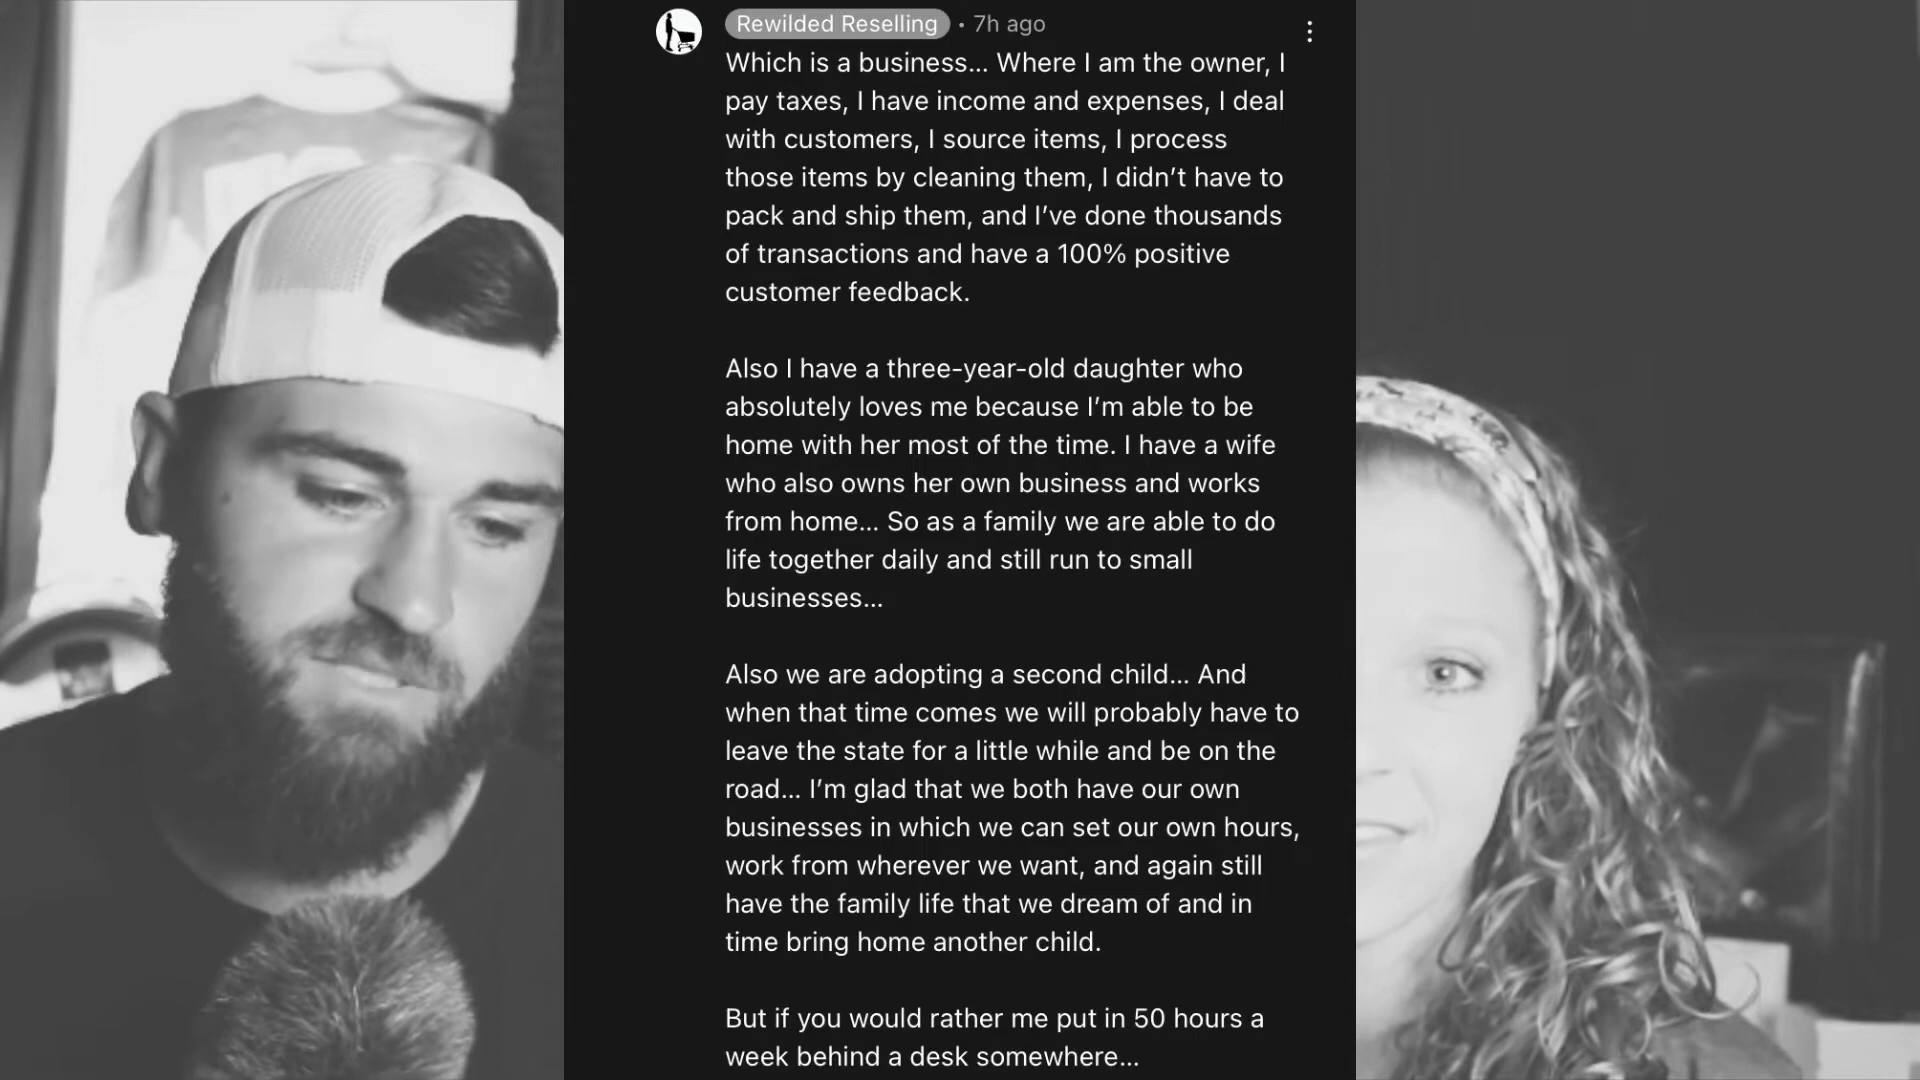 Rewilded Reselling • 7h ago
Which is a business... Where I am the owner, I
pay taxes, I have income and expenses, I deal
with customers, I source items, I process
those items by cleaning them, I didn't have to
pack and ship them, and I've done thousands
of transactions and have a 100% positive
customer feedback.
Also I have a three-year-old daughter who
absolutely loves me because I'm able to be
home with her most of the time. I have a wife
who also owns her own business and works
from home... So as a family we are able to do
life together daily and still run to small
businesses...
Also we are adopting a second child... And
when that time comes we will probably have to
leave the state for a little while and be on the
road... I'm glad that we both have our own
businesses in which we can set our own hours,
work from wherever we want, and again still
have the family life that we dream of and in
time bring home another child.
But if you would rather me put in 50 hours a
week behind a desk somewhere...